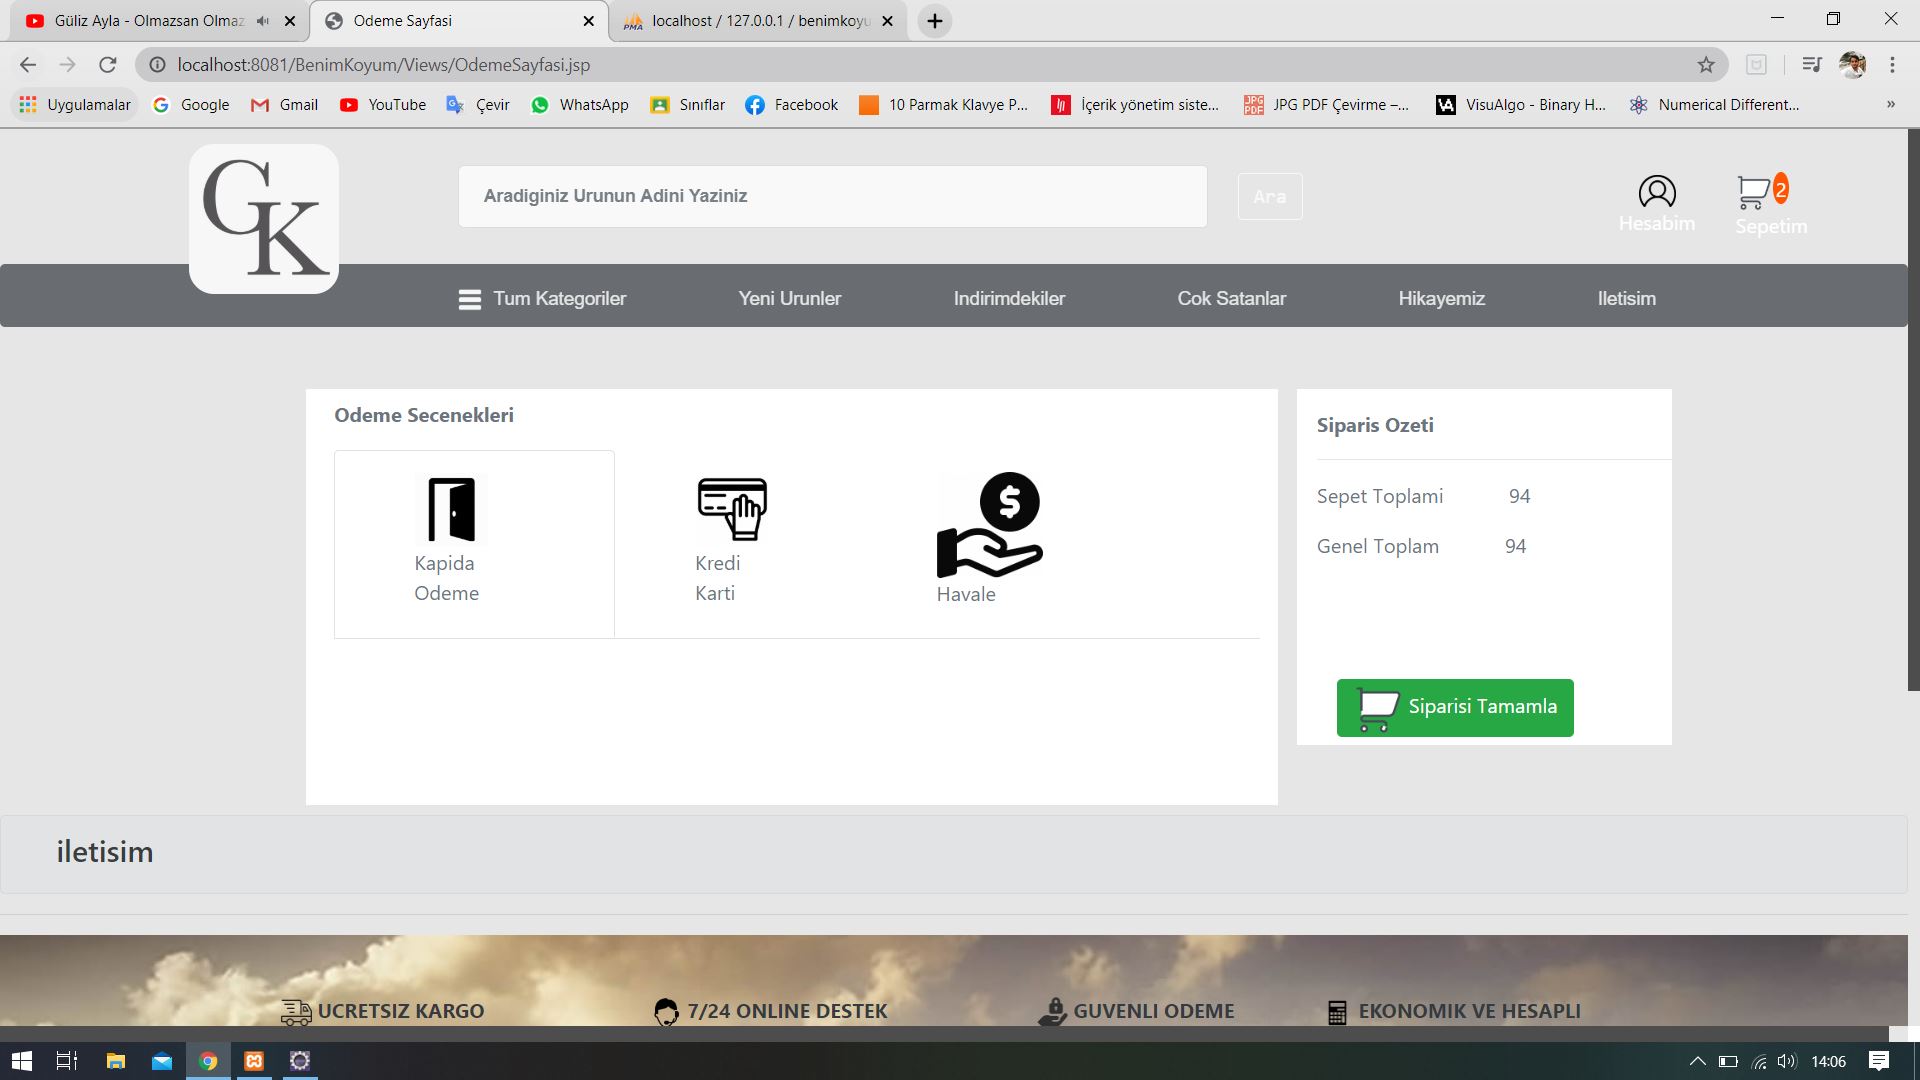 Güliz Ayla - Olmazsan Olmaz
Odeme Sayfasi
localhost / 127.0.0.1 / benimkoyu
localhost:8081/BenimKoyum/Views/OdemeSayfasi.jsp
Uygulamalar
Google
Gmail
YouTube
Çevir
WhatsApp
Sınıflar
Facebook
10 Parmak Klavye P...
İçerik yönetim siste...
JPG PDF Çevirme –...
VisuAlgo - Binary H...
Numerical Different...
»
GK
Aradiginiz Urunun Adini Yaziniz
Ara
Hesabim
2
Sepetim
Tum Kategoriler
Yeni Urunler
Indirimdekiler
Cok Satanlar
Hikayemiz
Iletisim
Odeme Secenekleri
Kapida
Odeme
Kredi
Karti
$
Havale
Siparis Ozeti
Sepet Toplami 94
Genel Toplam 94
Siparisi Tamamla
iletisim
UCRETSIZ KARGO
7/24 ONLINE DESTEK
GUVENLI ODEME
EKONOMIK VE HESAPLI
14:06